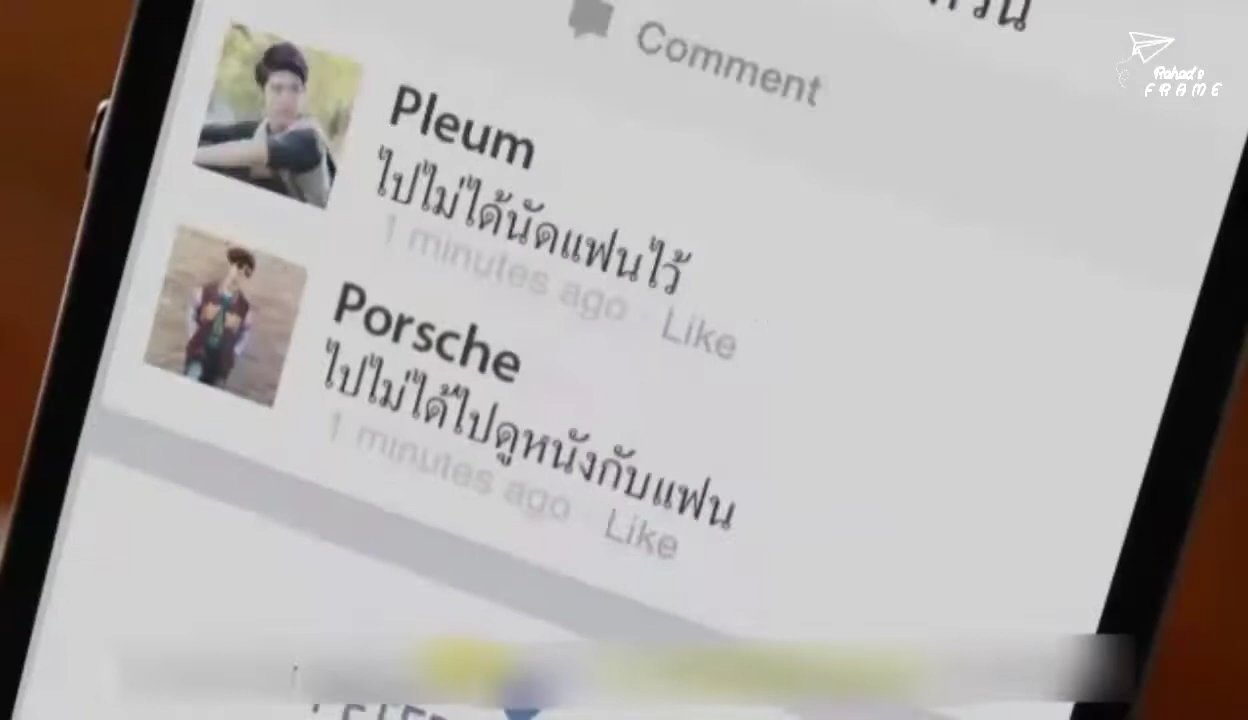 Comment
Rahad's
FRAME
Pleum
ไปไม่ได้นัดแฟนไว้
1 minutes ago · Like
Porsche
ไปไม่ได้ไปดูหนังกับแฟน
1 minutes ago · Like